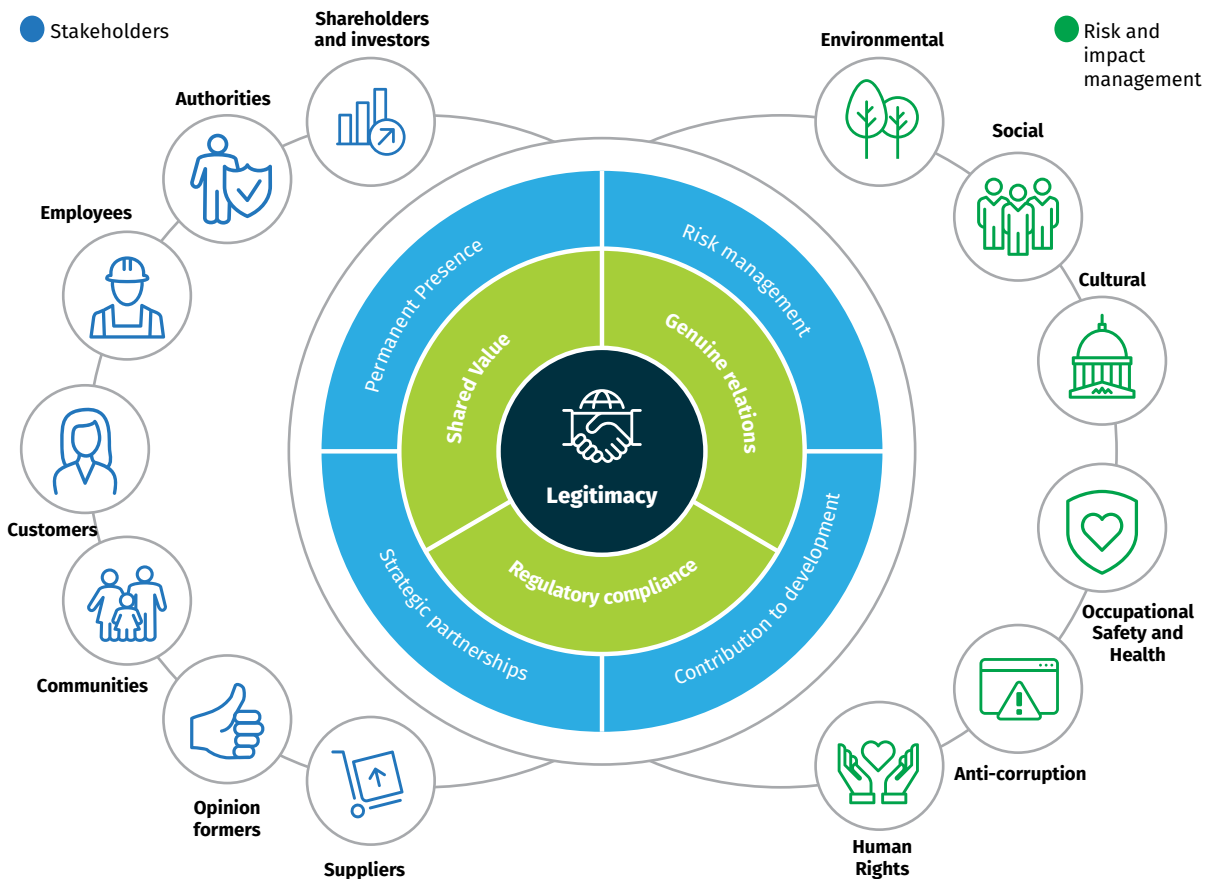 Stakeholders
Shareholders
and investors
Authorities
Employees
Customers
Communities
Opinion
formers
Suppliers
Risk and
impact
management
Environmental
Social
Cultural
Occupational
Safety and
Health
Anti-corruption
Human
Rights
Permanent Presence
Risk management
Strategic partnerships
Contribution to development
Shared Value
Genuine relations
Regulatory compliance
Legitimacy